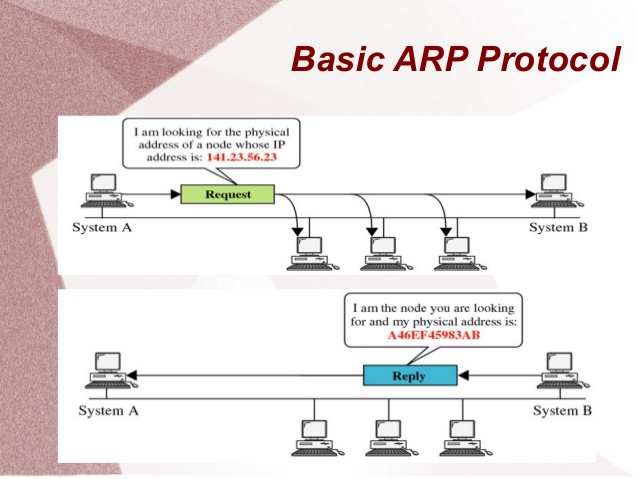 Basic ARP Protocol
I am looking for the physical
address of a node whose IP
address is: 141.23.56.23
Request
System A
System B
I am the node you are looking
for and my physical address is:
A46EF45983AB
Reply
System A
System B